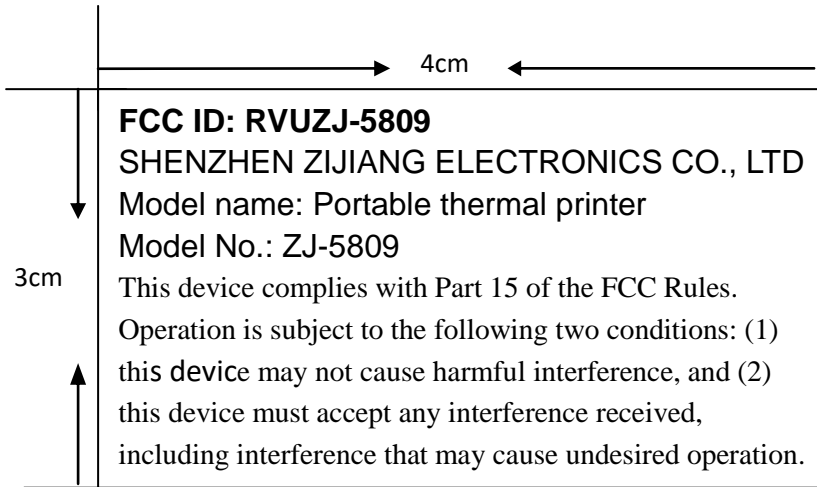 4cm
FCC ID: RVUZJ-5809
SHENZHEN ZIJIANG ELECTRONICS CO., LTD
Model name: Portable thermal printer
Model No.: ZJ-5809
3cm
This device complies with Part 15 of the FCC Rules.
Operation is subject to the following two conditions: (1)
this device may not cause harmful interference, and (2)
this device must accept any interference received,
including interference that may cause undesired operation.